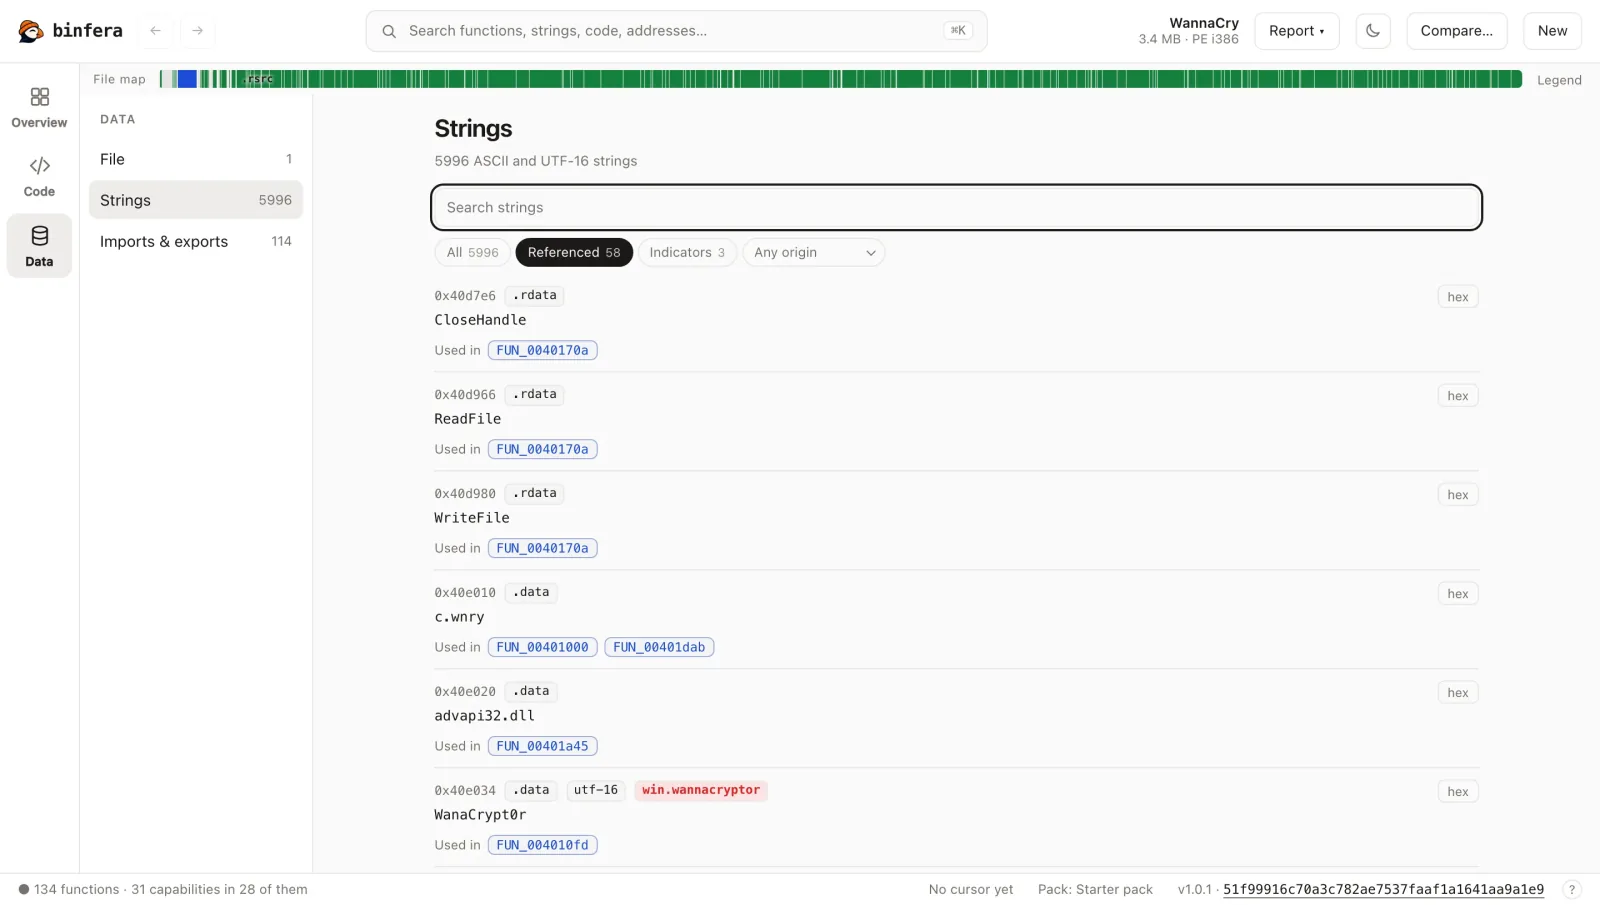 binfera
←
→
Search functions, strings, code, addresses...
⌘K
WannaCry
3.4 MB · PE i386
Report ▾
Compare...
New
File map
.rsrc
Legend
Overview
Code
Data
DATA
File 1
Strings 5996
Imports & exports 114
Strings
5996 ASCII and UTF-16 strings
Search strings
All 5996
Referenced 58
Indicators 3
Any origin
0x40d7e6 .rdata hex
CloseHandle
Used in FUN_0040170a
0x40d966 .rdata hex
ReadFile
Used in FUN_0040170a
0x40d980 .rdata hex
WriteFile
Used in FUN_0040170a
0x40e010 .data hex
c.wnry
Used in FUN_00401000 FUN_00401dab
0x40e020 .data hex
advapi32.dll
Used in FUN_00401a45
0x40e034 .data utf-16 win.wannacryptor hex
WanaCrypt0r
Used in FUN_004010fd
134 functions · 31 capabilities in 28 of them
No cursor yet
Pack: Starter pack
v1.0.1 · 51f99916c70a3c782ae7537faaf1a1641aa9a1e9
?